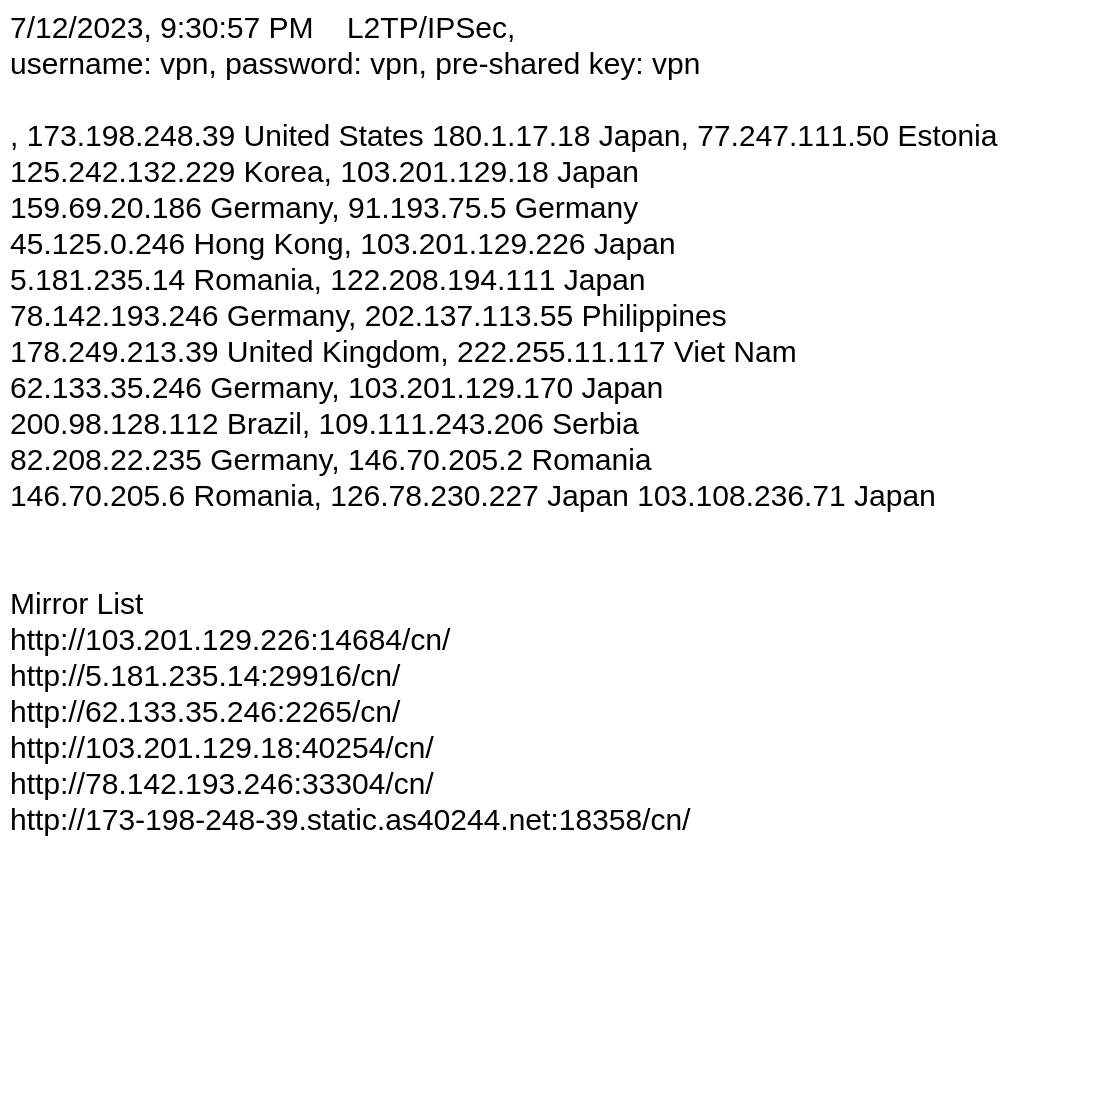 7/12/2023, 9:30:57 PM    L2TP/IPSec,
username: vpn, password: vpn, pre-shared key: vpn
, 173.198.248.39 United States 180.1.17.18 Japan, 77.247.111.50 Estonia
125.242.132.229 Korea, 103.201.129.18 Japan
159.69.20.186 Germany, 91.193.75.5 Germany
45.125.0.246 Hong Kong, 103.201.129.226 Japan
5.181.235.14 Romania, 122.208.194.111 Japan
78.142.193.246 Germany, 202.137.113.55 Philippines
178.249.213.39 United Kingdom, 222.255.11.117 Viet Nam
62.133.35.246 Germany, 103.201.129.170 Japan
200.98.128.112 Brazil, 109.111.243.206 Serbia
82.208.22.235 Germany, 146.70.205.2 Romania
146.70.205.6 Romania, 126.78.230.227 Japan 103.108.236.71 Japan
Mirror List
http://103.201.129.226:14684/cn/
http://5.181.235.14:29916/cn/
http://62.133.35.246:2265/cn/
http://103.201.129.18:40254/cn/
http://78.142.193.246:33304/cn/
http://173-198-248-39.static.as40244.net:18358/cn/